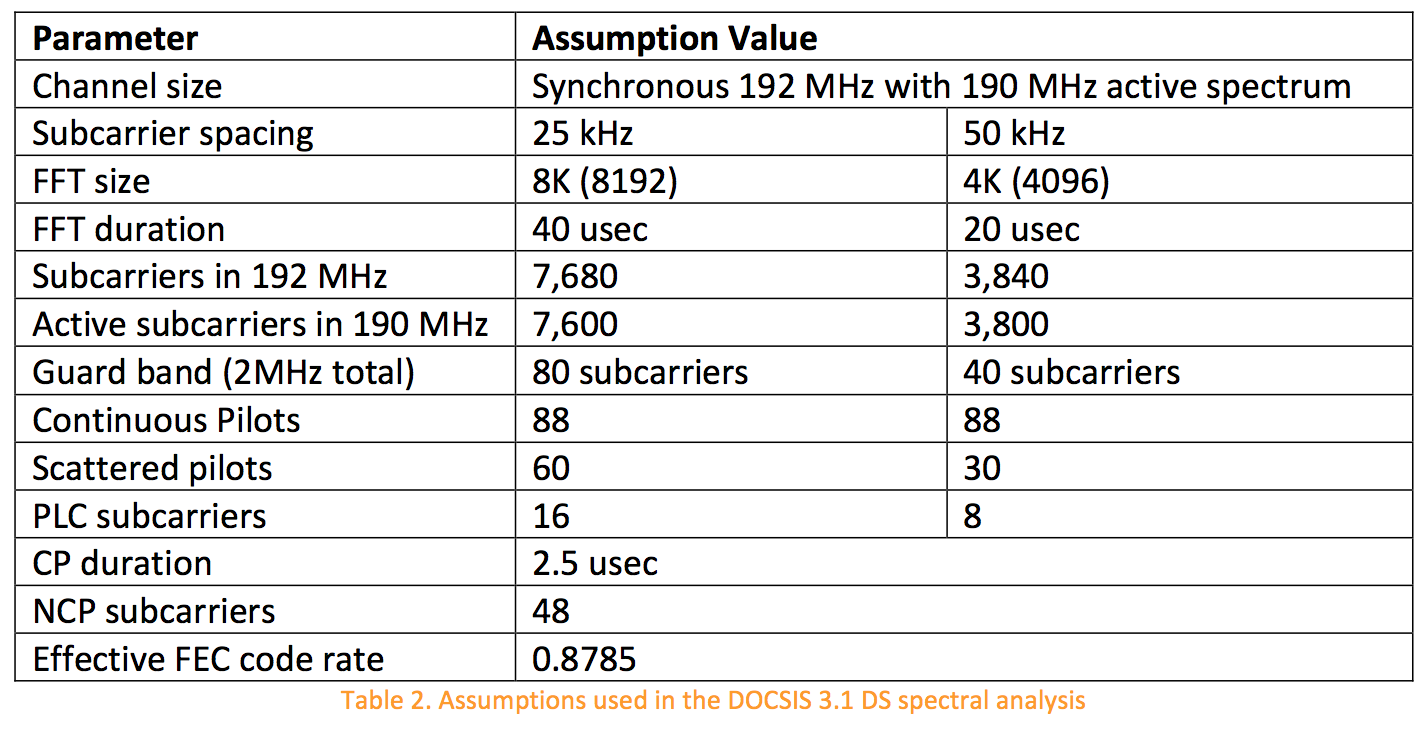 Parameter Assumption Value
Channel size Synchronous 192 MHz with 190 MHz active spectrum
Subcarrier spacing 25 kHz 50 kHz
FFT size 8K (8192) 4K (4096)
FFT duration 40 usec 20 usec
Subcarriers in 192 MHz 7,680 3,840
Active subcarriers in 190 MHz 7,600 3,800
Guard band (2MHz total) 80 subcarriers 40 subcarriers
Continuous Pilots 88 88
Scattered pilots 60 30
PLC subcarriers 16 8
CP duration 2.5 usec
NCP subcarriers 48
Effective FEC code rate 0.8785
Table 2. Assumptions used in the DOCSIS 3.1 DS spectral analysis